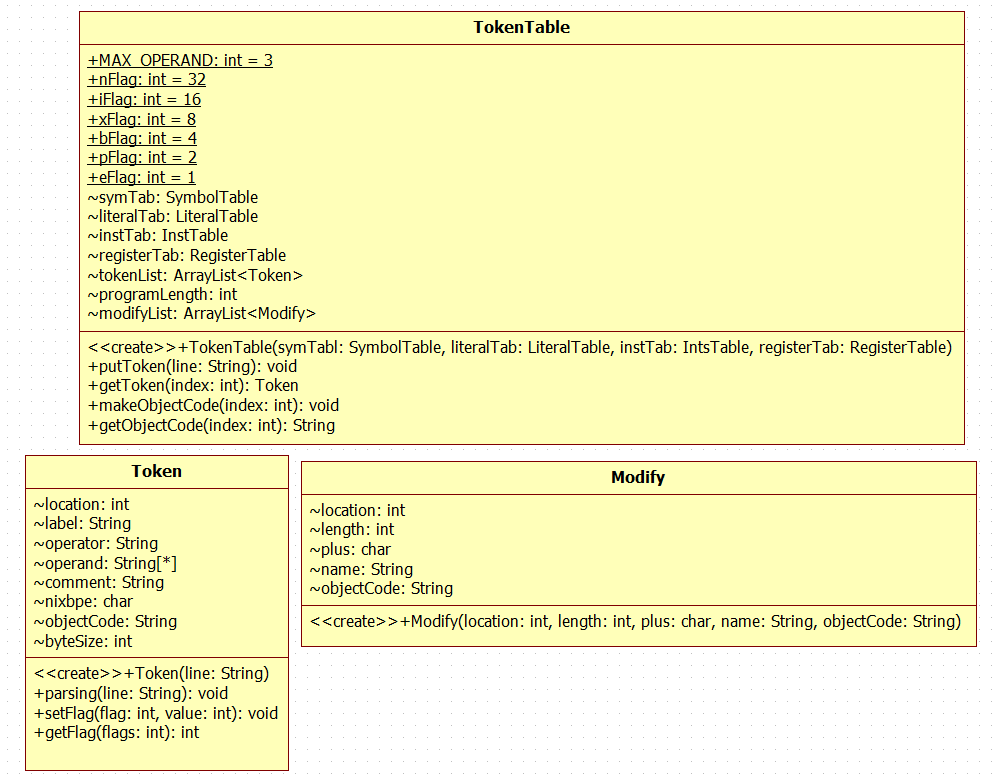 TokenTable
+MAX_OPERAND: int = 3
+nFlag: int = 32
+iFlag: int = 16
+xFlag: int = 8
+bFlag: int = 4
+pFlag: int = 2
+eFlag: int = 1
~symTab: SymbolTable
~literalTab: LiteralTable
~instTab: InstTable
~registerTab: RegisterTable
~tokenList: ArrayList<Token>
~programLength: int
~modifyList: ArrayList<Modify>
<<create>>+TokenTable(symTabl: SymbolTable, literalTab: LiteralTable, instTab: IntsTable, registerTab: RegisterTable)
+putToken(line: String): void
+getToken(index: int): Token
+makeObjectCode(index: int): void
+getObjectCode(index: int): String
Token
~location: int
~label: String
~operator: String
~operand: String[*]
~comment: String
~nixbpe: char
~objectCode: String
~byteSize: int
<<create>>+Token(line: String)
+parsing(line: String): void
+setFlag(flag: int, value: int): void
+getFlag(flags: int): int
Modify
~location: int
~length: int
~plus: char
~name: String
~objectCode: String
<<create>>+Modify(location: int, length: int, plus: char, name: String, objectCode: String)